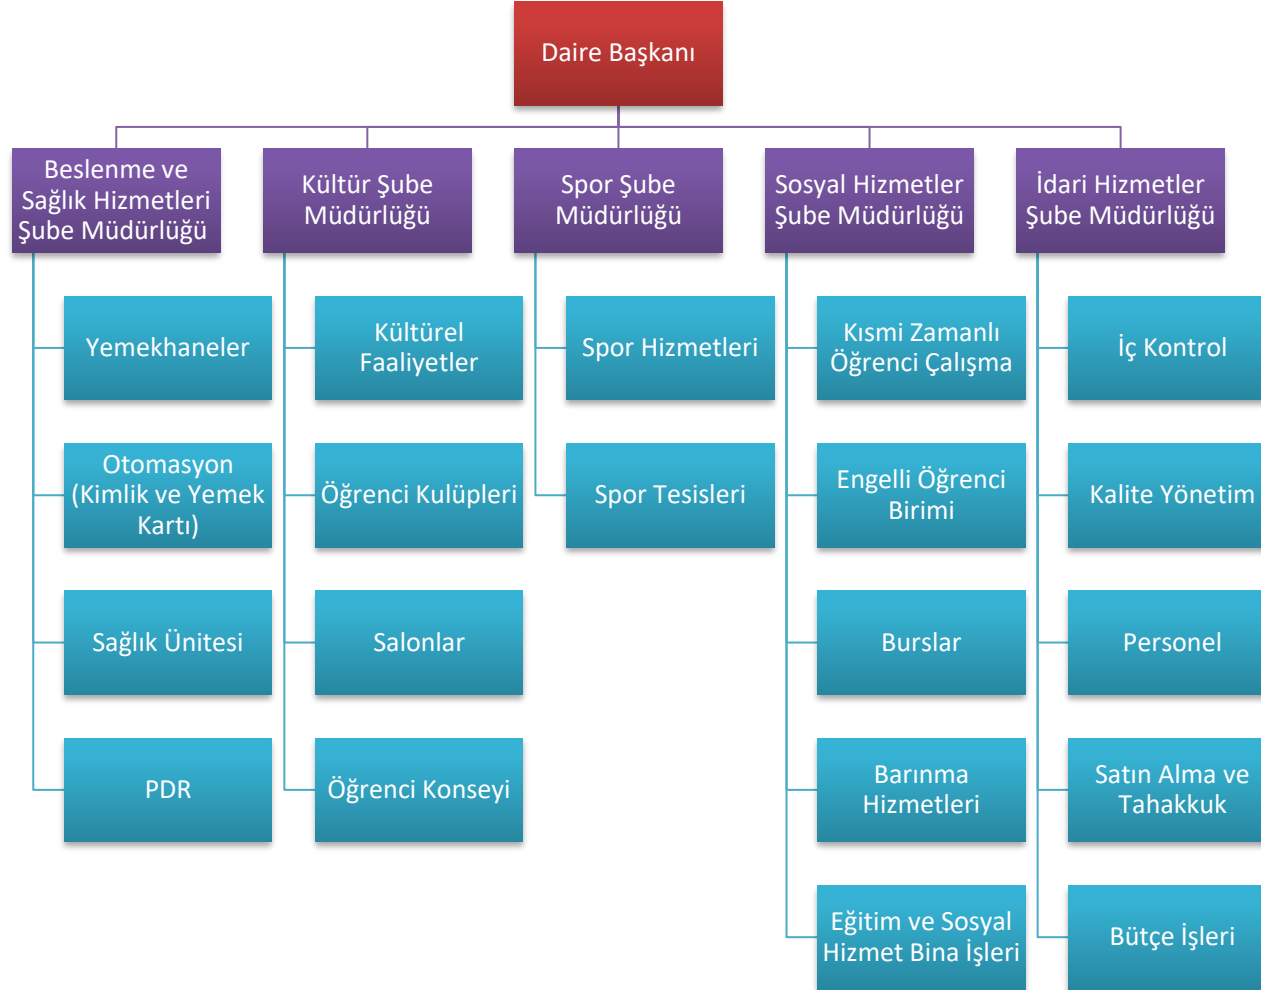 Daire Başkanı
Beslenme ve
Sağlık Hizmetleri
Şube Müdürlüğü
Kültür Şube
Müdürlüğü
Spor Şube
Müdürlüğü
Sosyal Hizmetler
Şube Müdürlüğü
İdari Hizmetler
Şube Müdürlüğü
Yemekhaneler
Otomasyon
(Kimlik ve Yemek
Kartı)
Sağlık Ünitesi
PDR
Kültürel
Faaliyetler
Öğrenci Kulüpleri
Salonlar
Öğrenci Konseyi
Spor Hizmetleri
Spor Tesisleri
Kısmi Zamanlı
Öğrenci Çalışma
Engelli Öğrenci
Birimi
Burslar
Barınma
Hizmetleri
Eğitim ve Sosyal
Hizmet Bina İşleri
İç Kontrol
Kalite Yönetim
Personel
Satın Alma ve
Tahakkuk
Bütçe İşleri